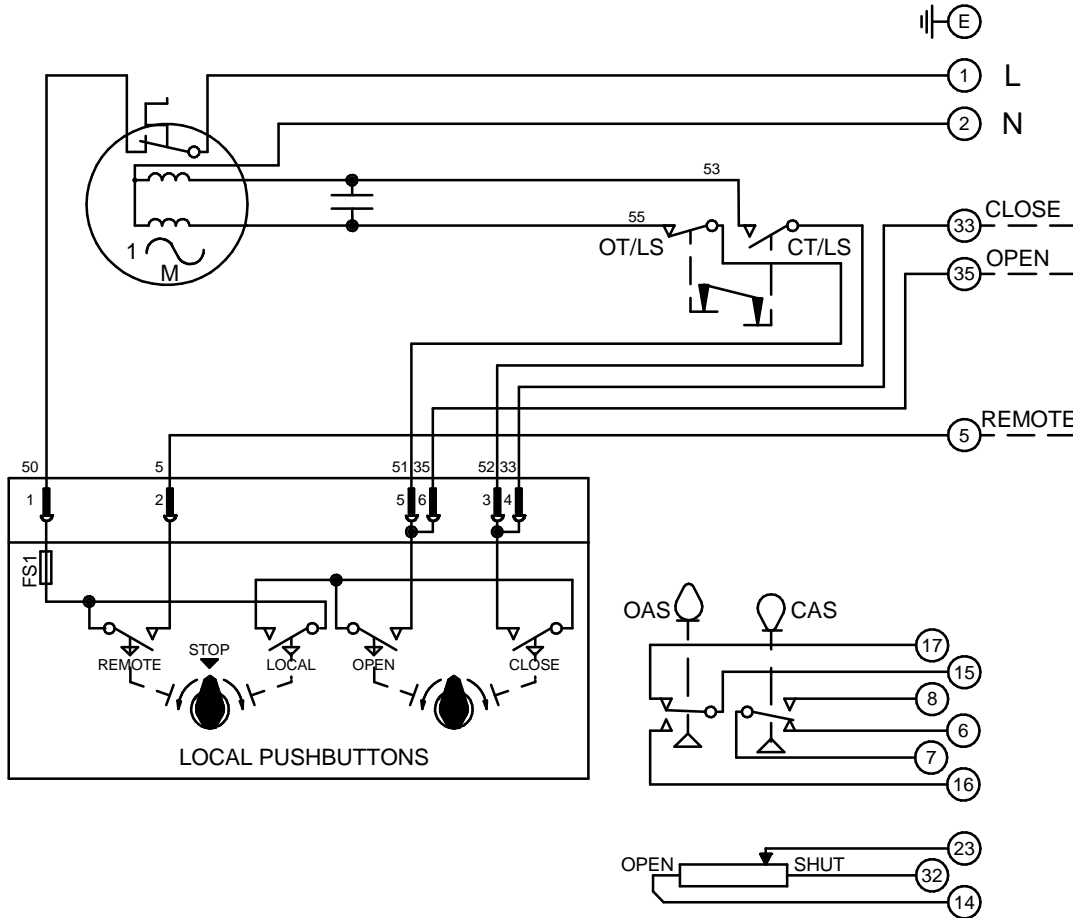 E
1 L
2 N
53
55
OT/LS
CT/LS
33 CLOSE
35 OPEN
1
M
5 REMOTE
50 5 51 35 52 33
1 2 5 6 3 4
FS1
REMOTE STOP LOCAL OPEN CLOSE
LOCAL PUSHBUTTONS
OAS CAS
17
15
8
6
7
16
OPEN SHUT
23
32
14